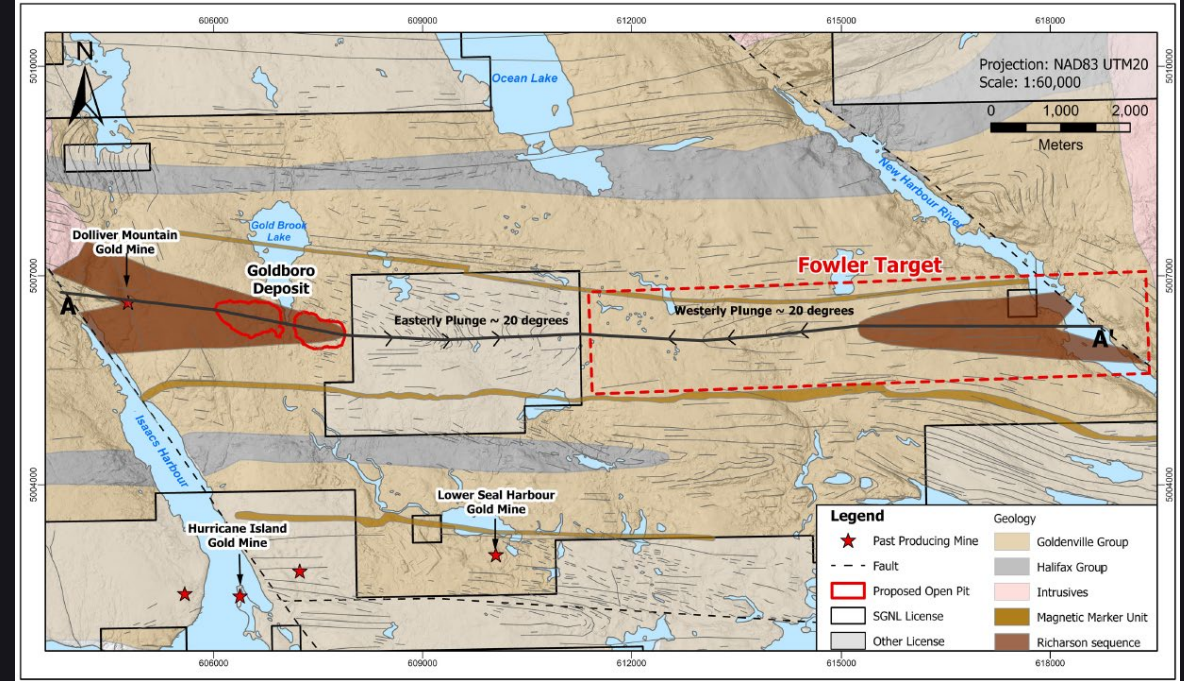 606000
609000
612000
615000
618000
5010000
5010000
N
Ocean Lake
Projection: NAD83 UTM20
Scale: 1:60,000
0 1,000 2,000
Meters
New Harbour River
Dolliver Mountain
Gold Mine
Gold Brook
Lake
Goldboro
Deposit
Fowler Target
5007000
5007000
A
Easterly Plunge ~ 20 degrees
Westerly Plunge ~ 20 degrees
A'
Isaacs Harbour
5004000
5004000
Lower Seal Harbour
Gold Mine
Hurricane Island
Gold Mine
Legend
Past Producing Mine
Fault
Proposed Open Pit
SGNL License
Other License
Geology
Goldenville Group
Halifax Group
Intrusives
Magnetic Marker Unit
Richarson sequence
606000
609000
612000
615000
618000